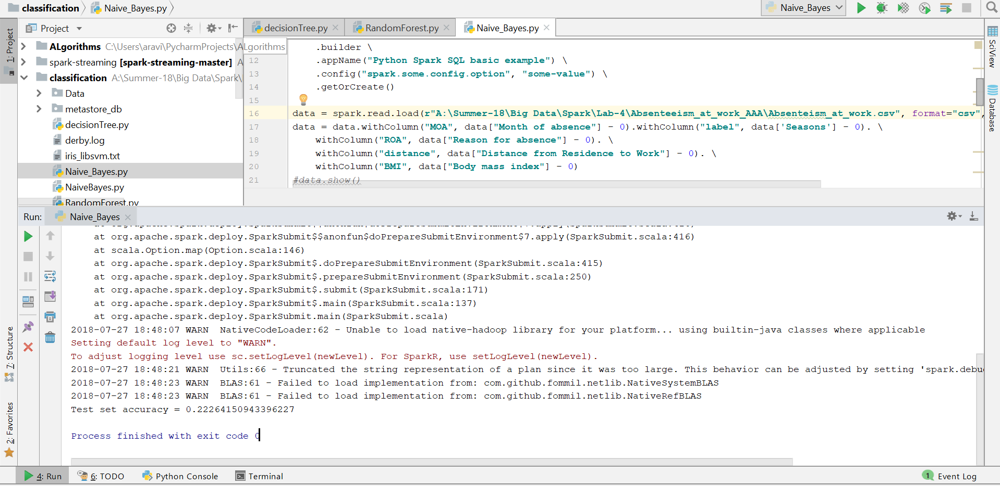 classification
Naive_Bayes.py
Naive_Bayes
Project
decisionTree.py
RandomForest.py
Naive_Bayes.py
1: Project
ALgorithms C:\Users\aravi\PycharmProjects\ALgorithms
spark-streaming [spark-streaming-master] A
classification A:\Summer-18\Big Data\Spark\
Data
metastore_db
decisionTree.py
derby.log
iris_libsvm.txt
Naive_Bayes.py
NaiveBayes.py
RandomForest.py
.builder \
12 .appName("Python Spark SQL basic example") \
13 .config("spark.some.config.option", "some-value") \
14 .getOrCreate()
15
16 data = spark.read.load(r"A:\Summer-18\Big Data\Spark\Lab-4\Absenteeism_at_work_AAA\Absenteism_at_work.csv", format="csv",
17 data = data.withColumn("MOA", data["Month of absence"] - 0).withColumn("label", data['Seasons'] - 0). \
18 withColumn("ROA", data["Reason for absence"] - 0). \
19 withColumn("distance", data["Distance from Residence to Work"] - 0). \
20 withColumn("BMI", data["Body mass index"] - 0)
21 #data.show()
SciView
Database
Run: Naive_Bayes
at org.apache.spark.deploy.SparkSubmit$$anonfun$doPrepareSubmitEnvironment$7.apply(SparkSubmit.scala:416)
at scala.Option.map(Option.scala:146)
at org.apache.spark.deploy.SparkSubmit$.doPrepareSubmitEnvironment(SparkSubmit.scala:415)
at org.apache.spark.deploy.SparkSubmit$.prepareSubmitEnvironment(SparkSubmit.scala:250)
at org.apache.spark.deploy.SparkSubmit$.submit(SparkSubmit.scala:171)
at org.apache.spark.deploy.SparkSubmit$.main(SparkSubmit.scala:137)
at org.apache.spark.deploy.SparkSubmit.main(SparkSubmit.scala)
2018-07-27 18:48:07 WARN  NativeCodeLoader:62 - Unable to load native-hadoop library for your platform... using builtin-java classes where applicable
Setting default log level to "WARN".
To adjust logging level use sc.setLogLevel(newLevel). For SparkR, use setLogLevel(newLevel).
2018-07-27 18:48:21 WARN  Utils:66 - Truncated the string representation of a plan since it was too large. This behavior can be adjusted by setting 'spark.debu
2018-07-27 18:48:23 WARN  BLAS:61 - Failed to load implementation from: com.github.fommil.netlib.NativeSystemBLAS
2018-07-27 18:48:23 WARN  BLAS:61 - Failed to load implementation from: com.github.fommil.netlib.NativeRefBLAS
Test set accuracy = 0.22264150943396227
Process finished with exit code 0
7: Structure
2: Favorites
4: Run
6: TODO
Python Console
Terminal
1 Event Log